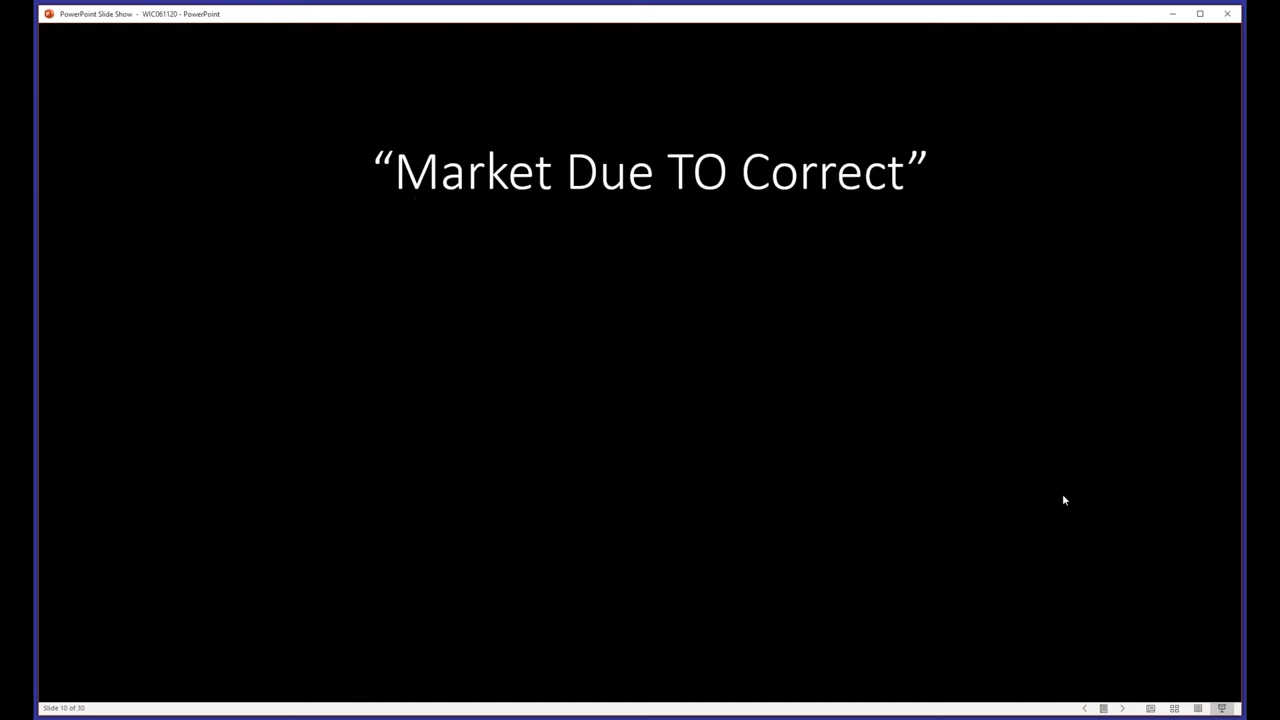 PowerPoint Slide Show - WIC061120 - PowerPoint
“Market Due TO Correct”
Slide 10 of 30